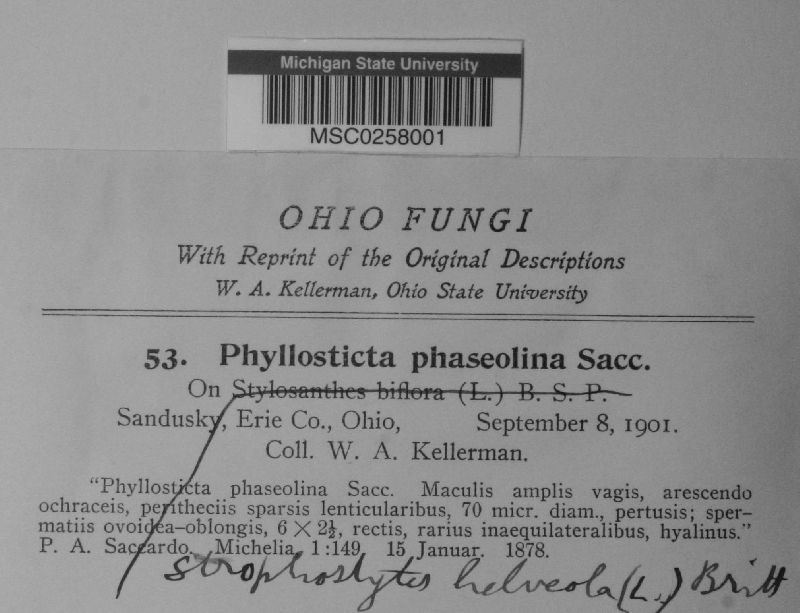 Michigan State University
MSC0258001
OHIO FUNGI
With Reprint of the Original Descriptions
W. A. Kellerman, Ohio State University
53. Phyllosticta phaseolina Sacc.
On Stylosanthes biflora (L.) B. S. P.
Sandusky, Erie Co., Ohio, September 8, 1901.
Coll. W. A. Kellerman.
"Phyllosticta phaseolina Sacc. Maculis amplis vagis, arescendo
ochraceis, peritheciis sparsis lenticularibus, 70 micr. diam., pertusis; sper-
matiis ovoidea-oblongis, 6 × 2½, rectis, rarius inaequilateralibus, hyalinus."
P. A. Saccardo. Michelia, 1:149. 15 Januar. 1878.
Strophostyles helveola (L.) Britt